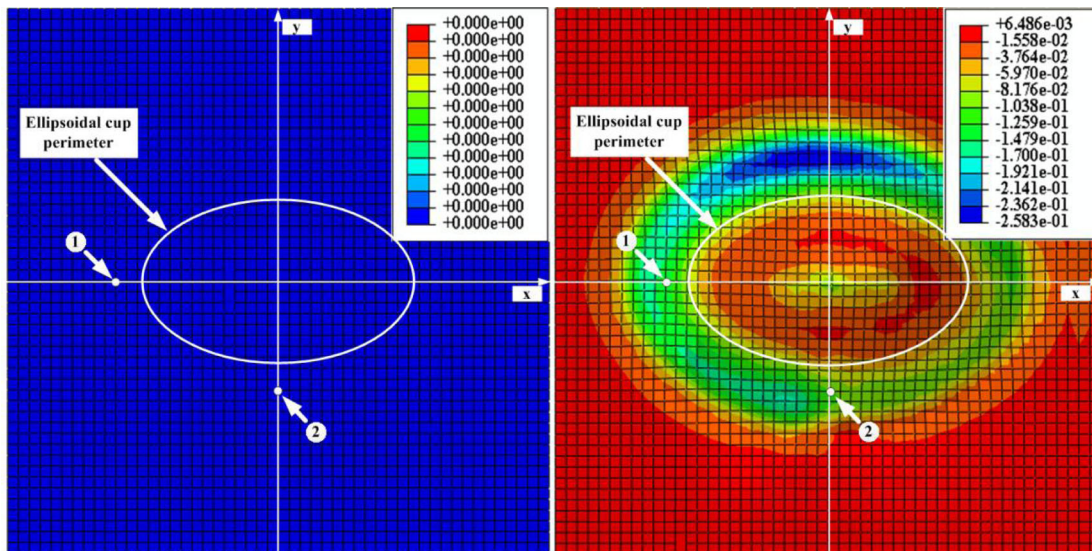 y
+0.000e+00
+0.000e+00
+0.000e+00
+0.000e+00
+0.000e+00
+0.000e+00
+0.000e+00
+0.000e+00
+0.000e+00
+0.000e+00
+0.000e+00
+0.000e+00
+0.000e+00
Ellipsoidal cup
perimeter
1
x
2
y
+6.486e-03
-1.558e-02
-3.764e-02
-5.970e-02
-8.176e-02
-1.038e-01
-1.259e-01
-1.479e-01
-1.700e-01
-1.921e-01
-2.141e-01
-2.362e-01
-2.583e-01
Ellipsoidal cup
perimeter
1
x
2